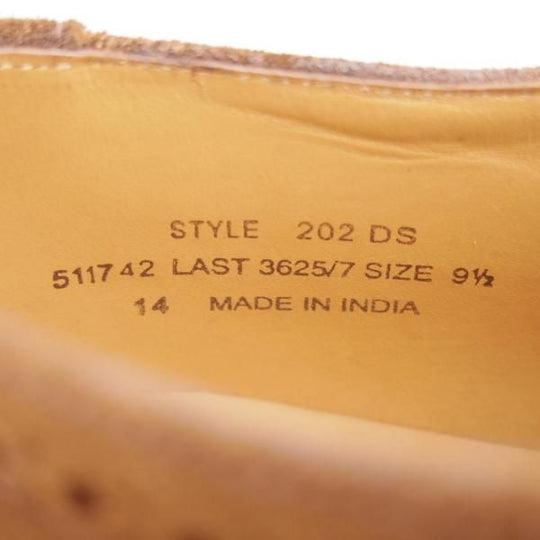 STYLE 202 DS
511742 LAST 3625/7 SIZE 9½
14 MADE IN INDIA